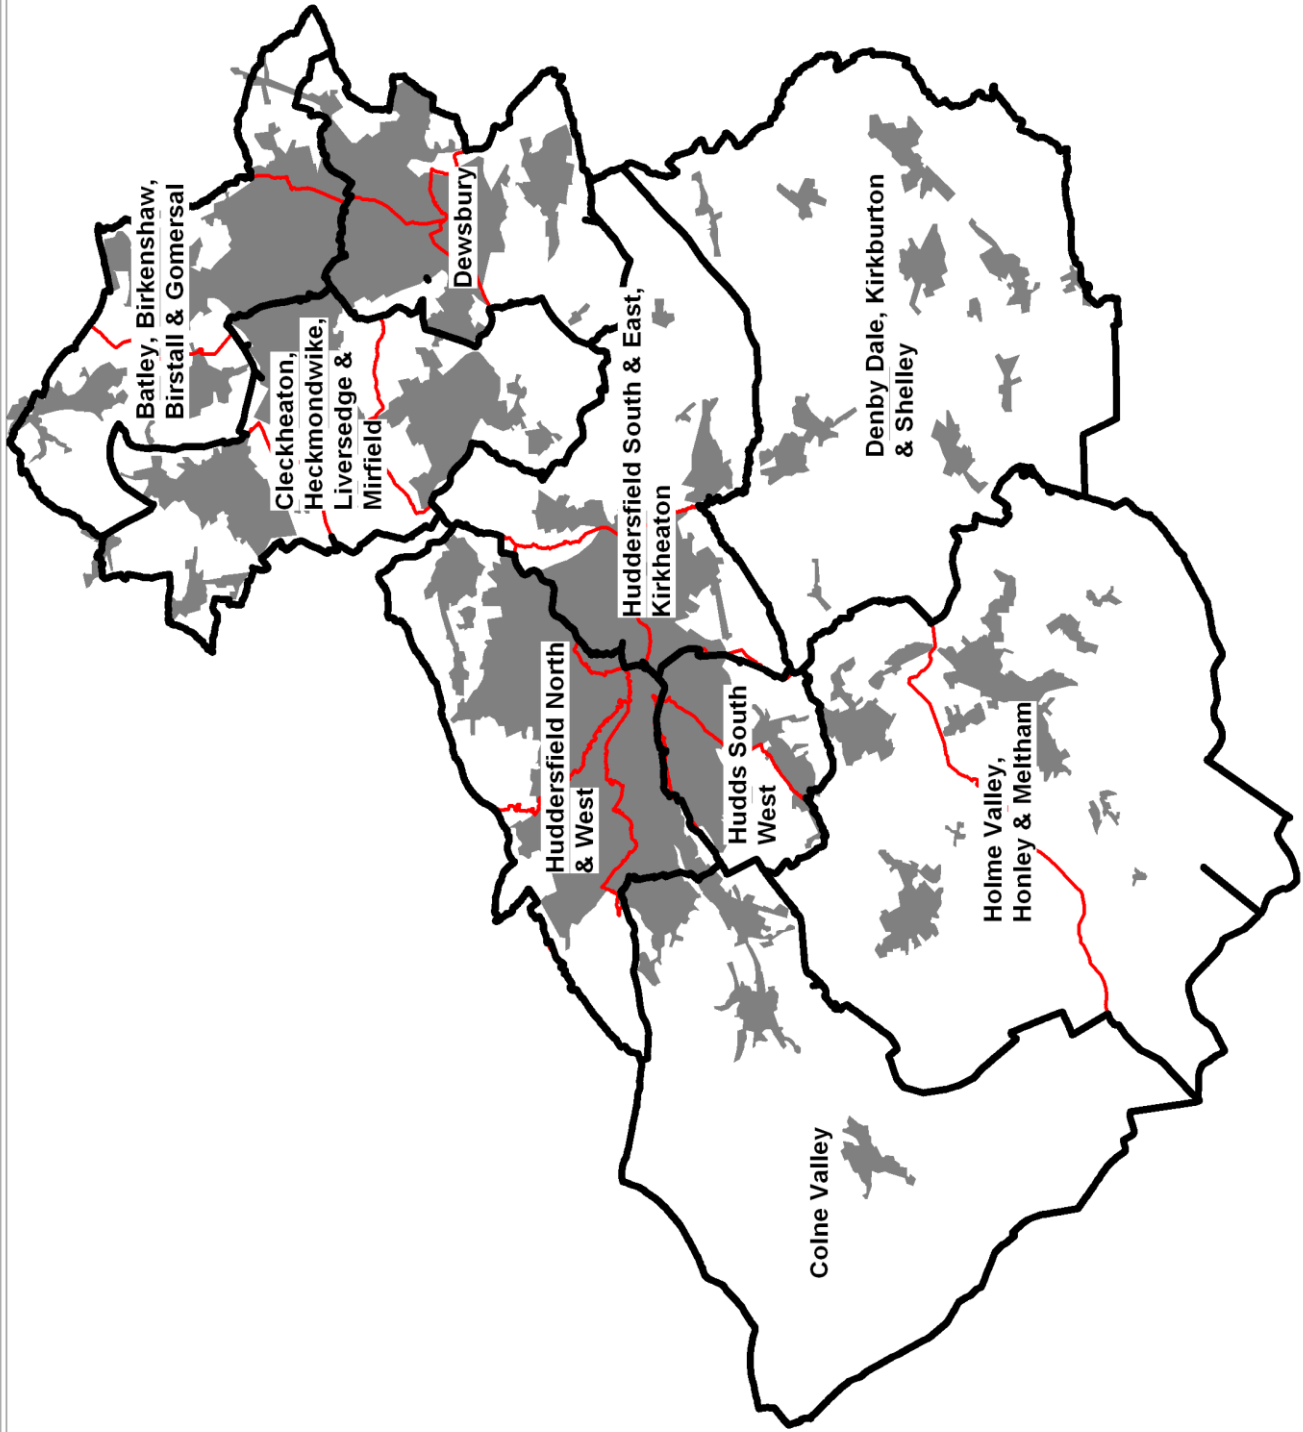 Batley, Birkenshaw,
Birstall & Gomersal
Cleckheaton,
Heckmondwike,
Liversedge &
Mirfield
Dewsbury
Huddersfield North
& West
Huddersfield South & East,
Kirkheaton
Hudds South
West
Colne Valley
Denby Dale, Kirkburton
& Shelley
Holme Valley,
Honley & Meltham